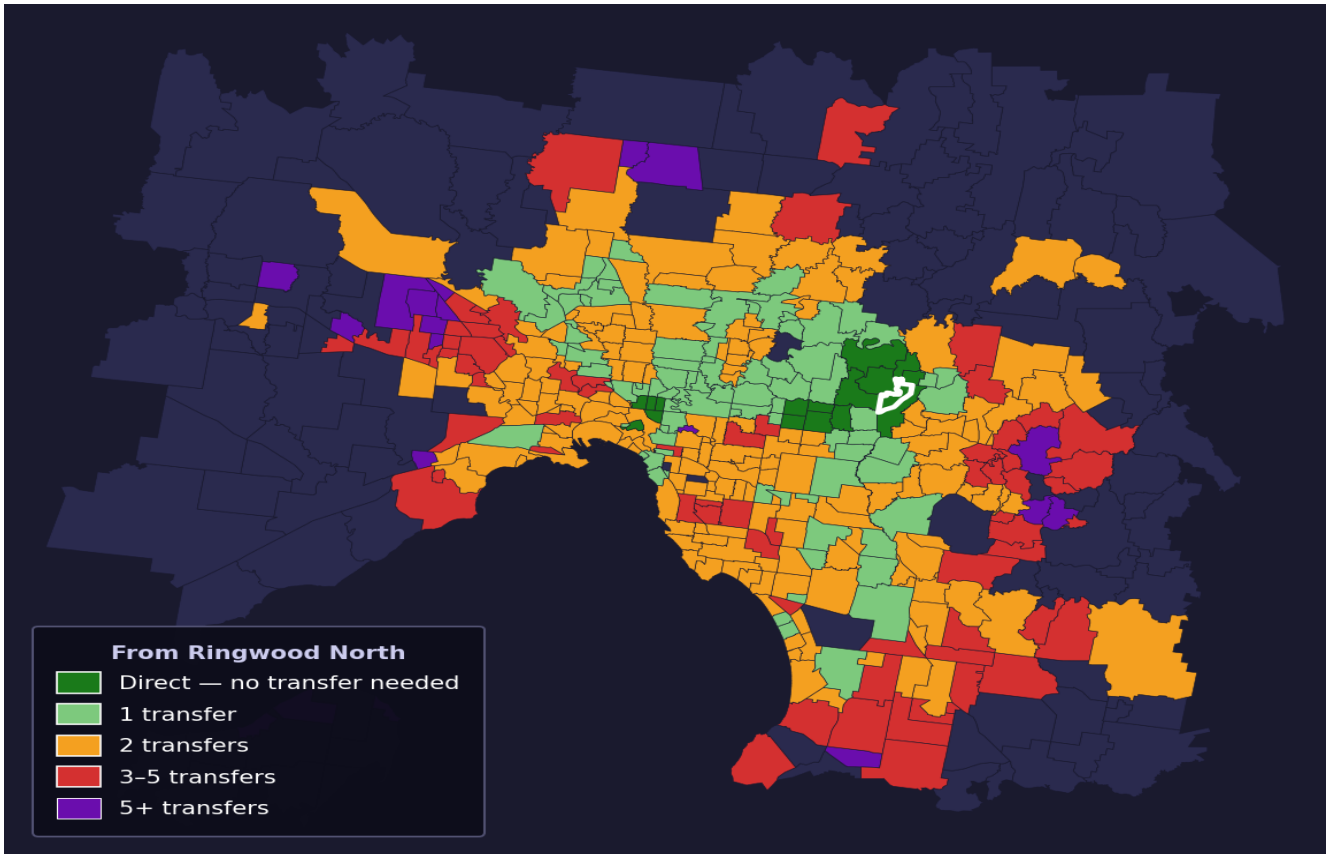 From Ringwood North
Direct — no transfer needed
1 transfer
2 transfers
3–5 transfers
5+ transfers